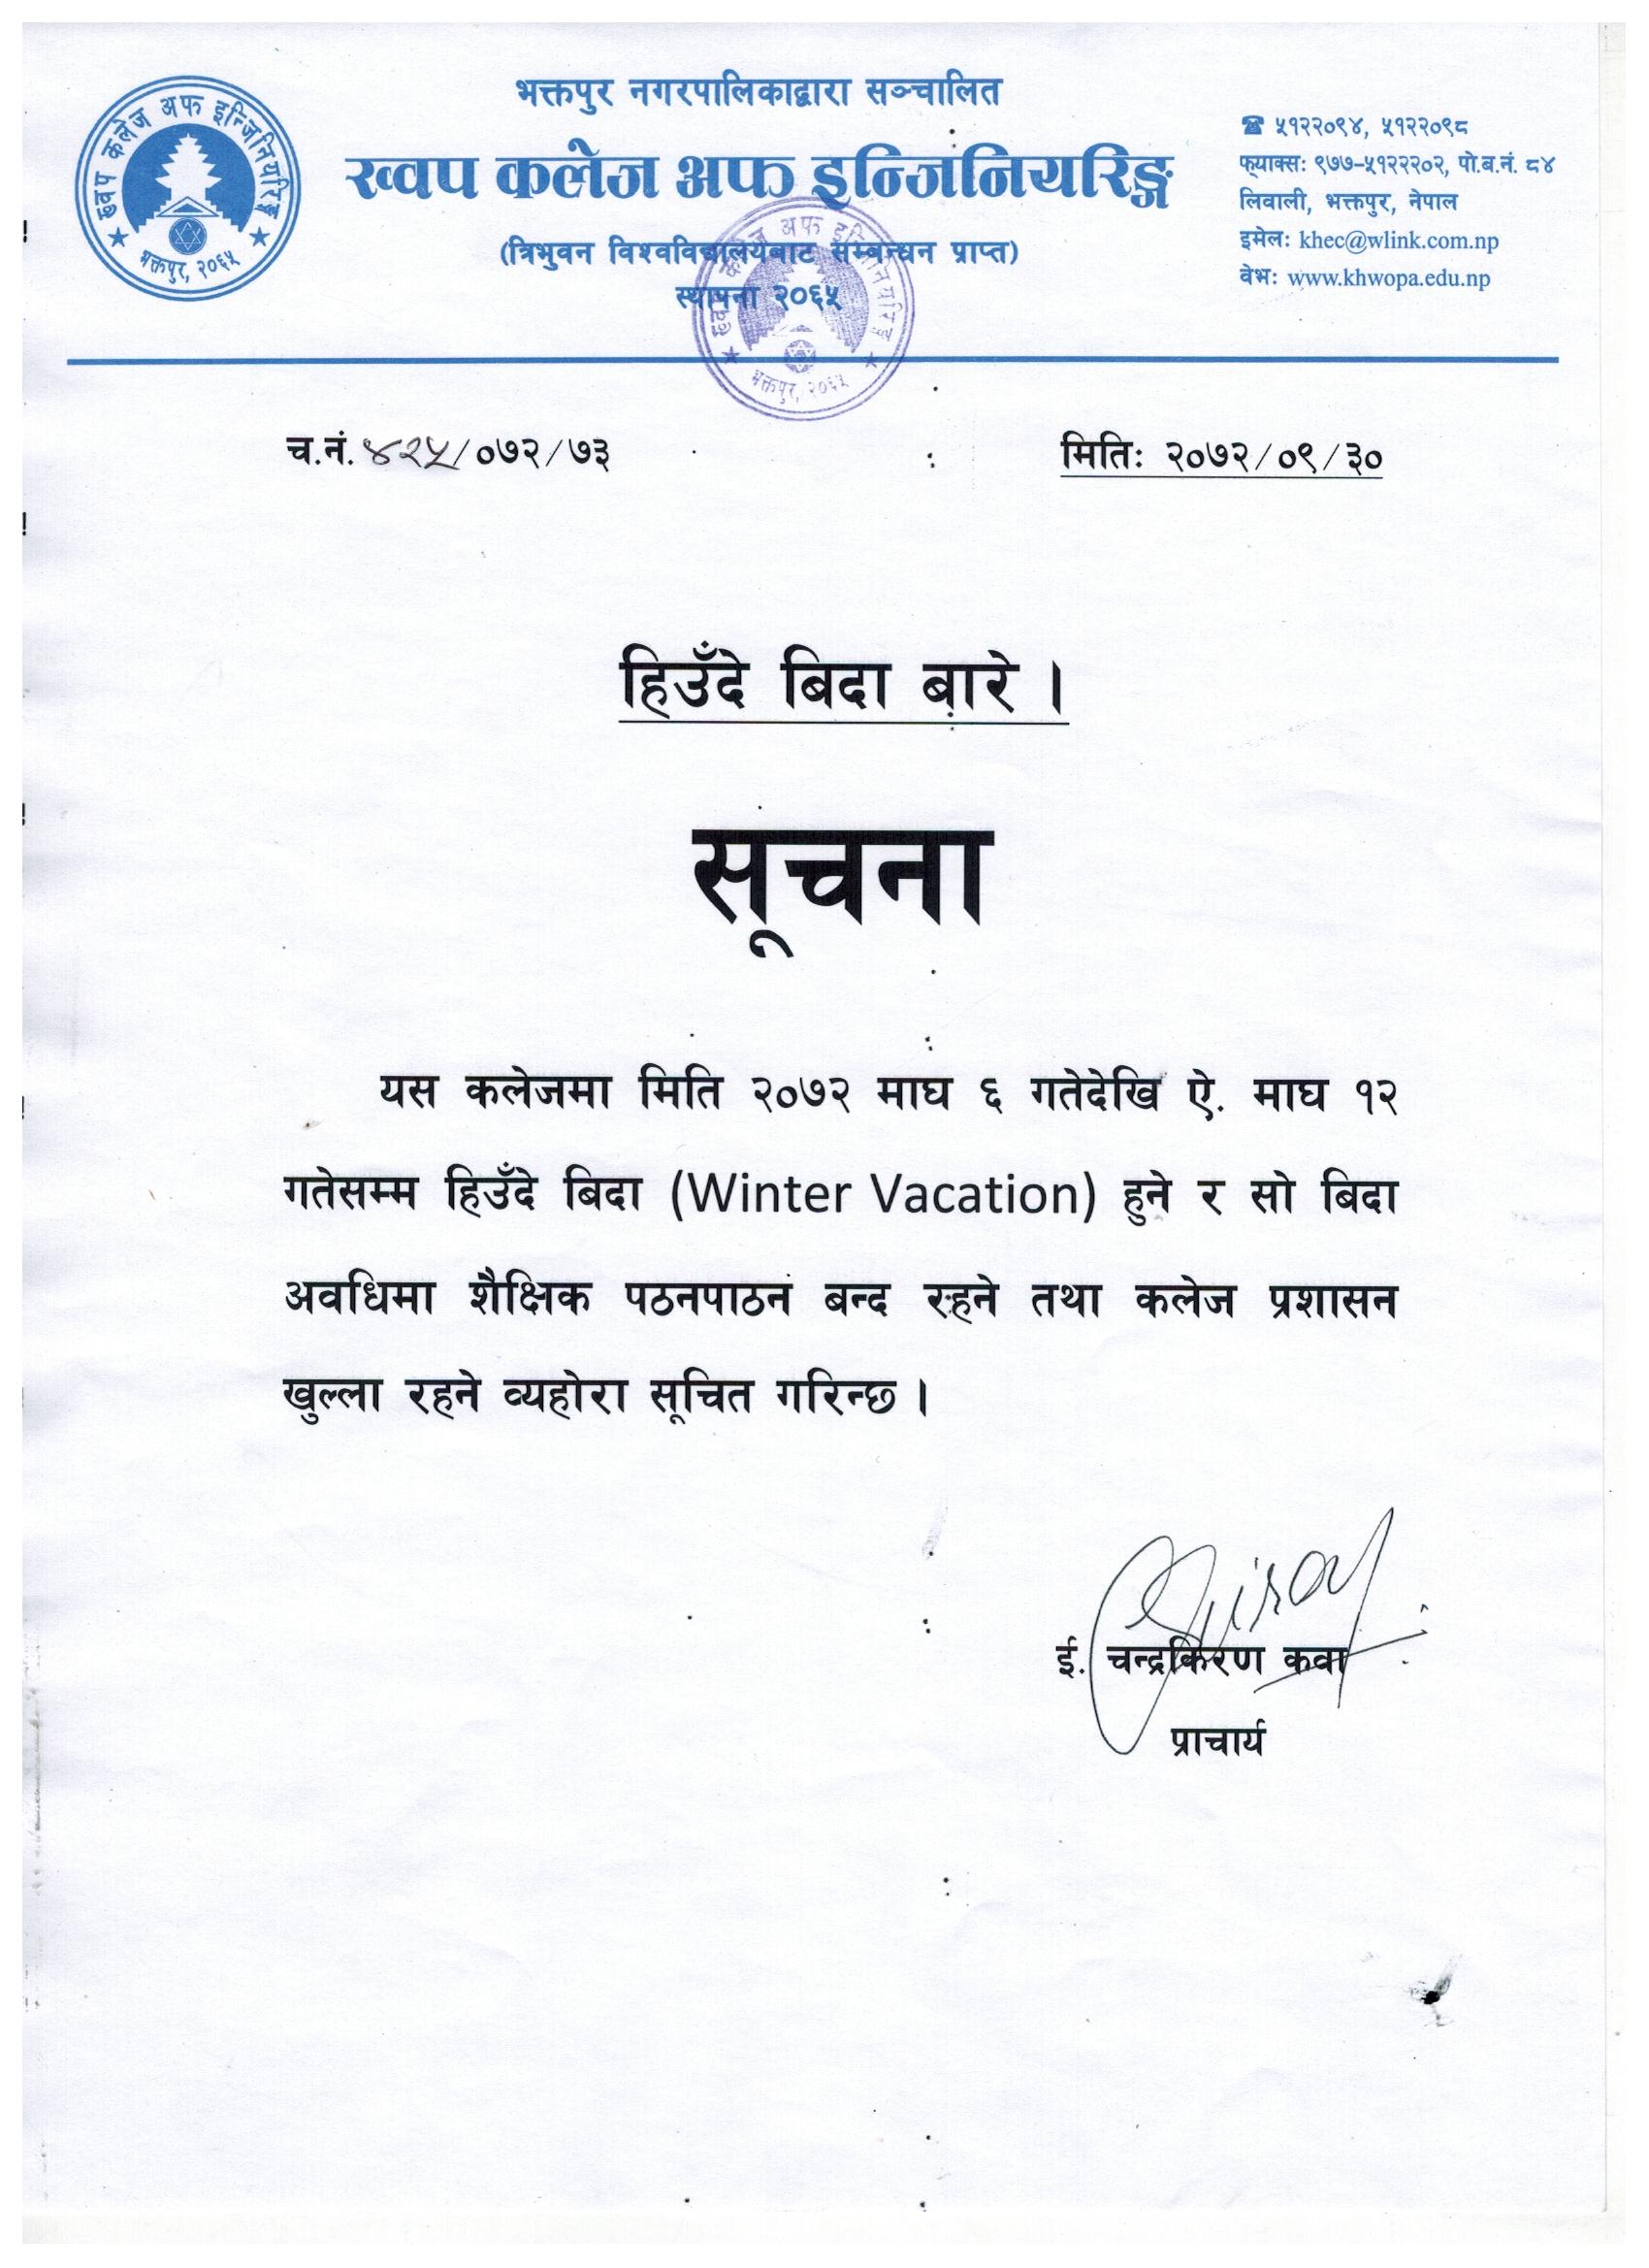 भक्तपुर नगरपालिकाद्वारा सञ्चालित
ख्वप कलेज अफ इन्जिनियरिङ्ग
(त्रिभुवन विश्वविद्यालयबाट सम्बन्धन प्राप्त)
स्थापना २०६५
ख्वप कलेज अफ इन्जिनियरिङ्ग
भक्तपुर, २०६५
☎ ५१२२०९४, ५१२२०९८
फ्याक्सः ९७७-५१२२२०२, पो.ब.नं. ८४
लिवाली, भक्तपुर, नेपाल
इमेलः khec@wlink.com.np
वेभः www.khwopa.edu.np
ख्वप कलेज अफ इन्जिनियरिङ्ग
भक्तपुर, २०६५
च.नं. ४२५/०७२/७३
मितिः २०७२/०९/३०
हिउँदे बिदा बारे ।
सूचना
यस कलेजमा मिति २०७२ माघ ६ गतेदेखि ऐ. माघ १२
गतेसम्म हिउँदे बिदा (Winter Vacation) हुने र सो बिदा
अवधिमा शैक्षिक पठनपाठन बन्द रहने तथा कलेज प्रशासन
खुल्ला रहने व्यहोरा सूचित गरिन्छ ।
ई. चन्द्रकिरण कवा
प्राचार्य